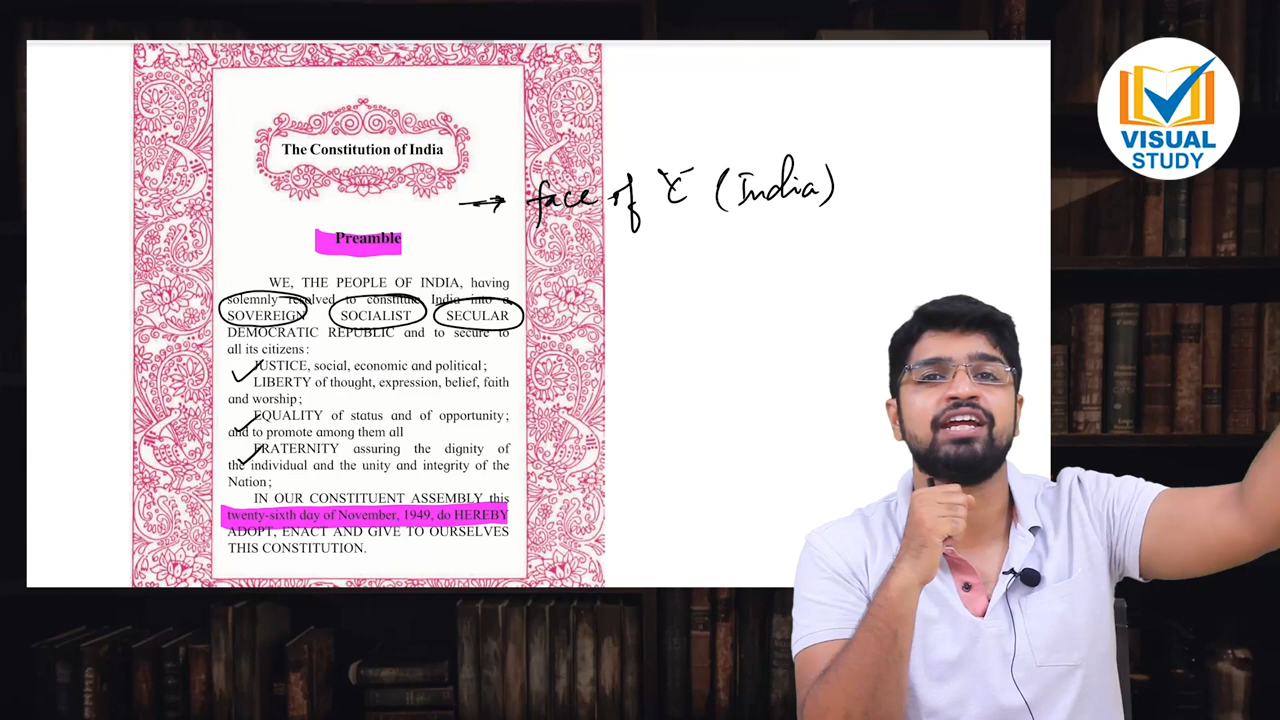 The Constitution of India
Preamble
WE, THE PEOPLE OF INDIA, having
solemnly resolved to constitute India into a
SOVEREIGN SOCIALIST SECULAR
DEMOCRATIC REPUBLIC and to secure to
all its citizens:
JUSTICE, social, economic and political;
LIBERTY of thought, expression, belief, faith
and worship;
EQUALITY of status and of opportunity;
and to promote among them all
FRATERNITY assuring the dignity of
the individual and the unity and integrity of the
Nation;
IN OUR CONSTITUENT ASSEMBLY this
twenty-sixth day of November, 1949, do HEREBY
ADOPT, ENACT AND GIVE TO OURSELVES
THIS CONSTITUTION.
→ face of (India)
VISUAL
STUDY